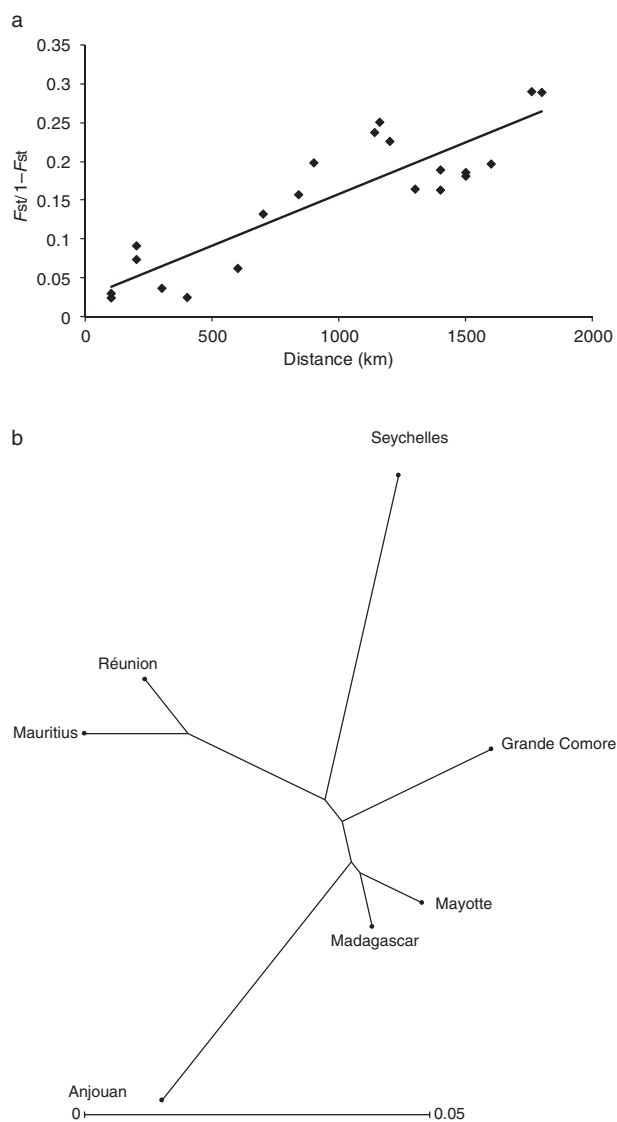 a
0.35
0.3
0.25
0.2
0.15
0.1
0.05
0
Fst/1–Fst
0 500 1000 1500 2000
Distance (km)
b
Seychelles
Réunion
Mauritius
Grande Comore
Mayotte
Madagascar
Anjouan
0 0.05